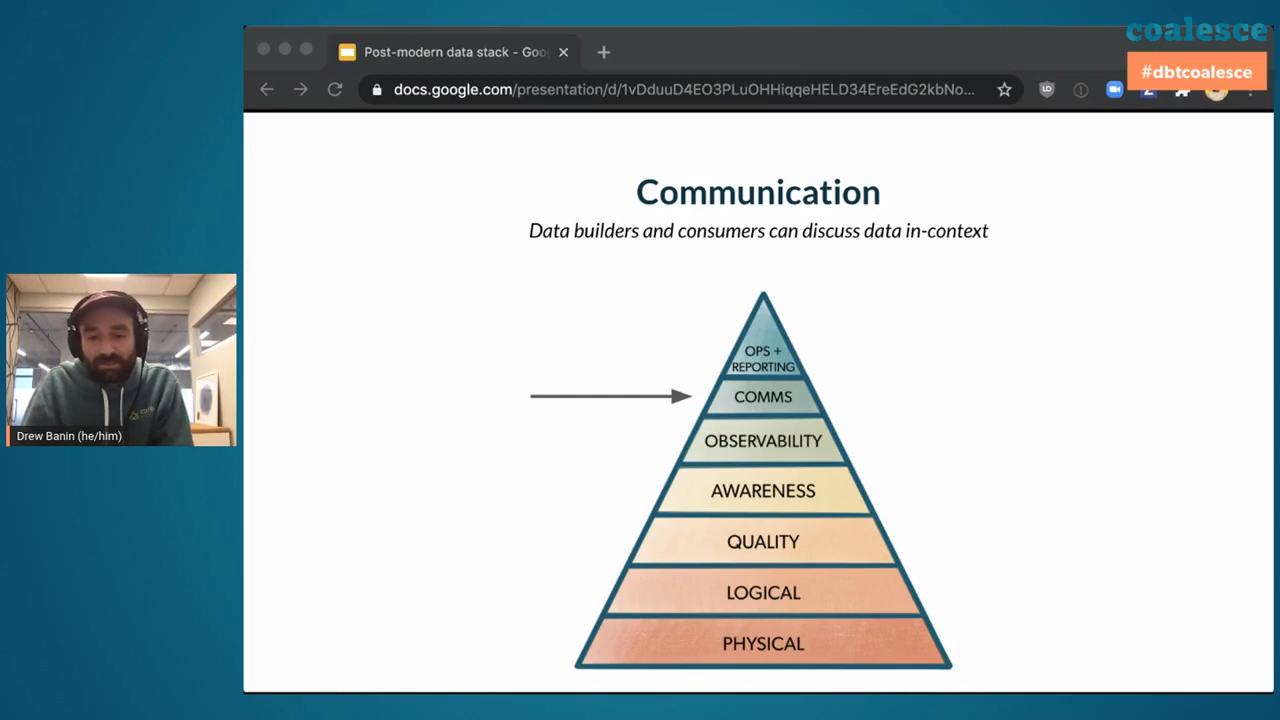 coalesce
#dbtcoalesce
Post-modern data stack - Goo
docs.google.com/presentation/d/1vDduuD4EO3PLuOHHiqqeHELD34EreEdG2kbNo...
Communication
Data builders and consumers can discuss data in-context
OPS +
REPORTING
COMMS
OBSERVABILITY
AWARENESS
QUALITY
LOGICAL
PHYSICAL
Drew Banin (he/him)